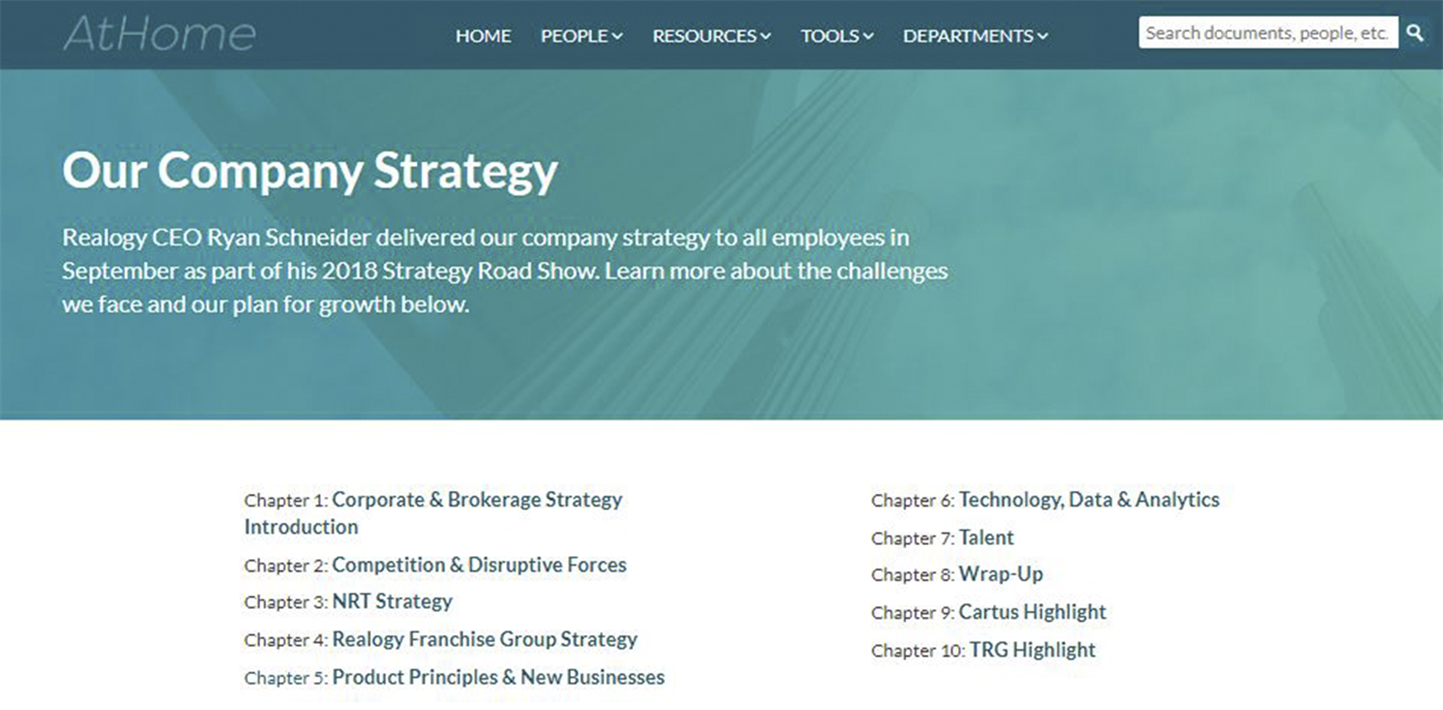 AtHome
HOME PEOPLE RESOURCES TOOLS DEPARTMENTS
Search documents, people, etc.
Our Company Strategy
Realogy CEO Ryan Schneider delivered our company strategy to all employees in
September as part of his 2018 Strategy Road Show. Learn more about the challenges
we face and our plan for growth below.
Chapter 1: Corporate & Brokerage Strategy
Introduction
Chapter 2: Competition & Disruptive Forces
Chapter 3: NRT Strategy
Chapter 4: Realogy Franchise Group Strategy
Chapter 5: Product Principles & New Businesses
Chapter 6: Technology, Data & Analytics
Chapter 7: Talent
Chapter 8: Wrap-Up
Chapter 9: Cartus Highlight
Chapter 10: TRG Highlight